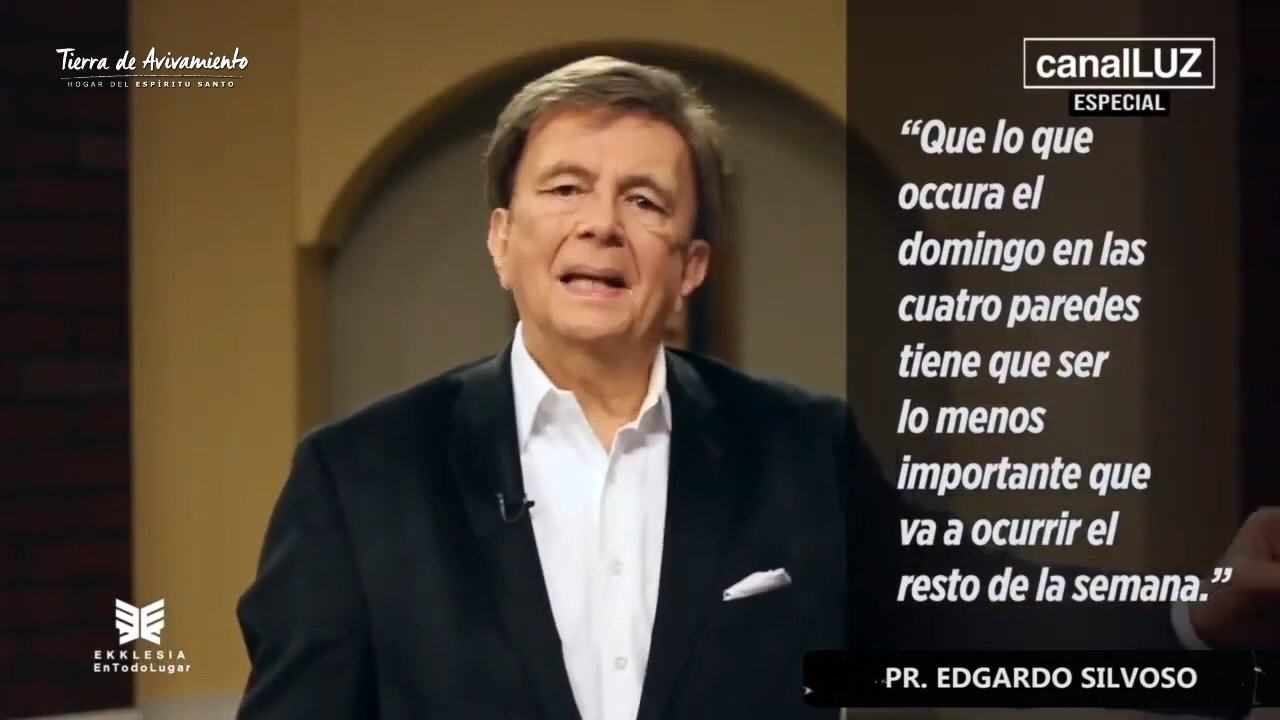 Tierra de Avivamiento
HOGAR DEL ESPÍRITU SANTO
canalLUZ
ESPECIAL
“Que lo que
occura el
domingo en las
cuatro paredes
tiene que ser
lo menos
importante que
va a ocurrir el
resto de la semana.”
EKKLESIA
EnTodoLugar
PR. EDGARDO SILVOSO